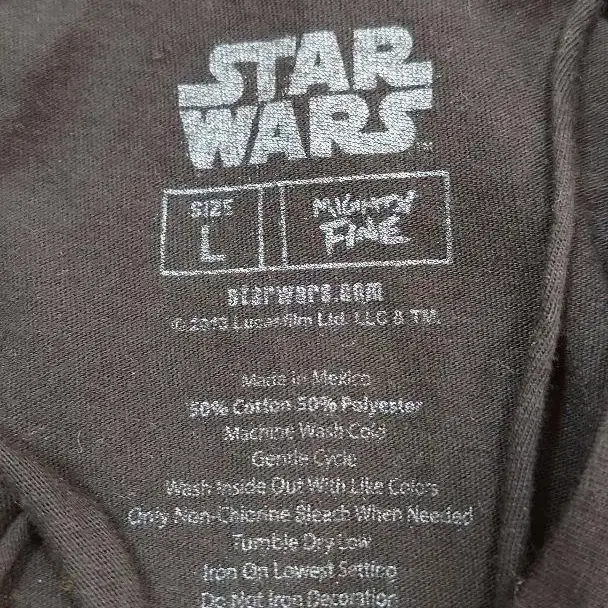 STAR
WARS
SIZE
L
MIGHTY
FINE
starwars.com
© 2013 Lucasfilm Ltd. LLC & TM.
Made in Mexico
50% Cotton 50% Polyester
Machine Wash Cold
Gentle Cycle
Wash Inside Out With Like Colors
Only Non-Chlorine Bleach When Needed
Tumble Dry Low
Iron On Lowest Setting
Do Not Iron Decoration